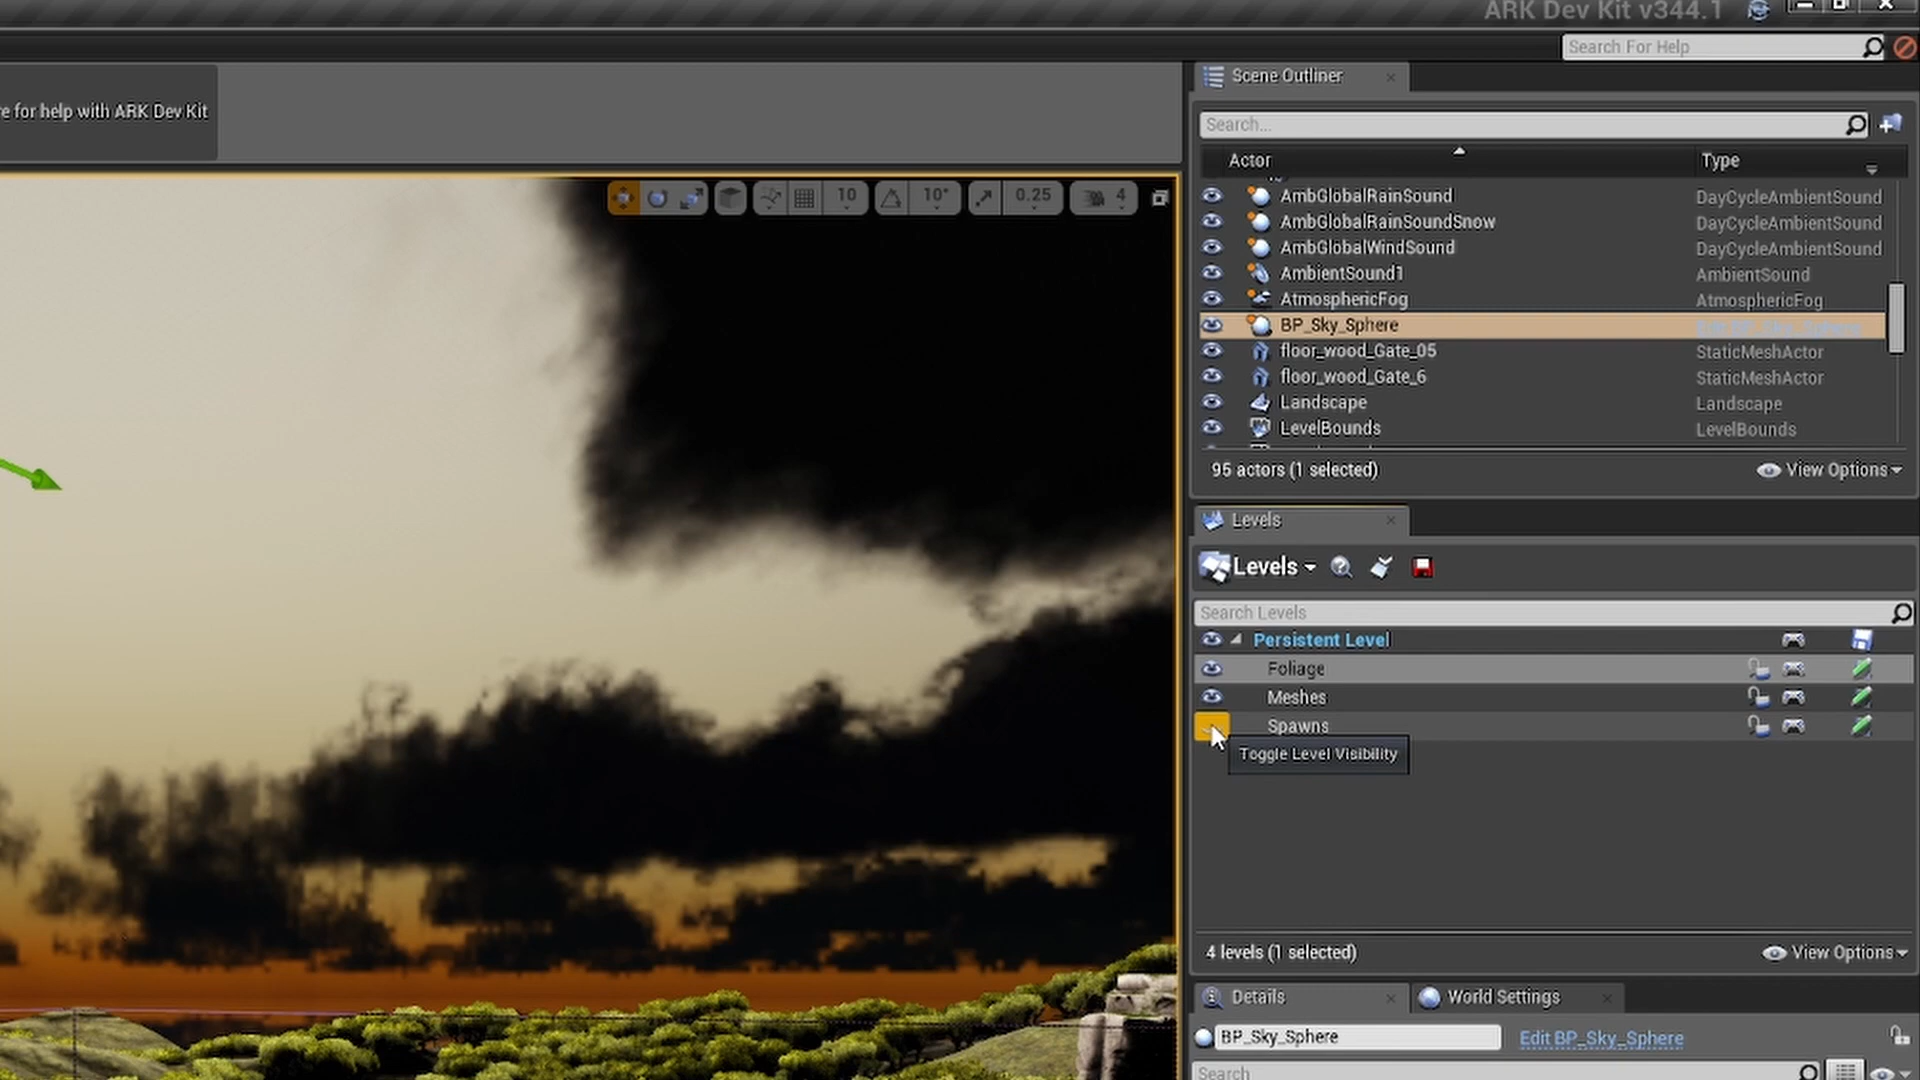 ARK Dev Kit v344.1
Search For Help
Scene Outliner
e for help with ARK Dev Kit
Search...
Actor Type
10 10° 0.25 4
AmbGlobalRainSound DayCycleAmbientSound
AmbGlobalRainSoundSnow DayCycleAmbientSound
AmbGlobalWindSound DayCycleAmbientSound
AmbientSound1 AmbientSound
AtmosphericFog AtmosphericFog
BP_Sky_Sphere Edit BP_Sky_Sphere
floor_wood_Gate_05 StaticMeshActor
floor_wood_Gate_6 StaticMeshActor
Landscape Landscape
LevelBounds LevelBounds
95 actors (1 selected) View Options
Levels
Levels
Search Levels
Persistent Level
Foliage
Meshes
Spawns
Toggle Level Visibility
4 levels (1 selected) View Options
Details World Settings
BP_Sky_Sphere Edit BP_Sky_Sphere
Search